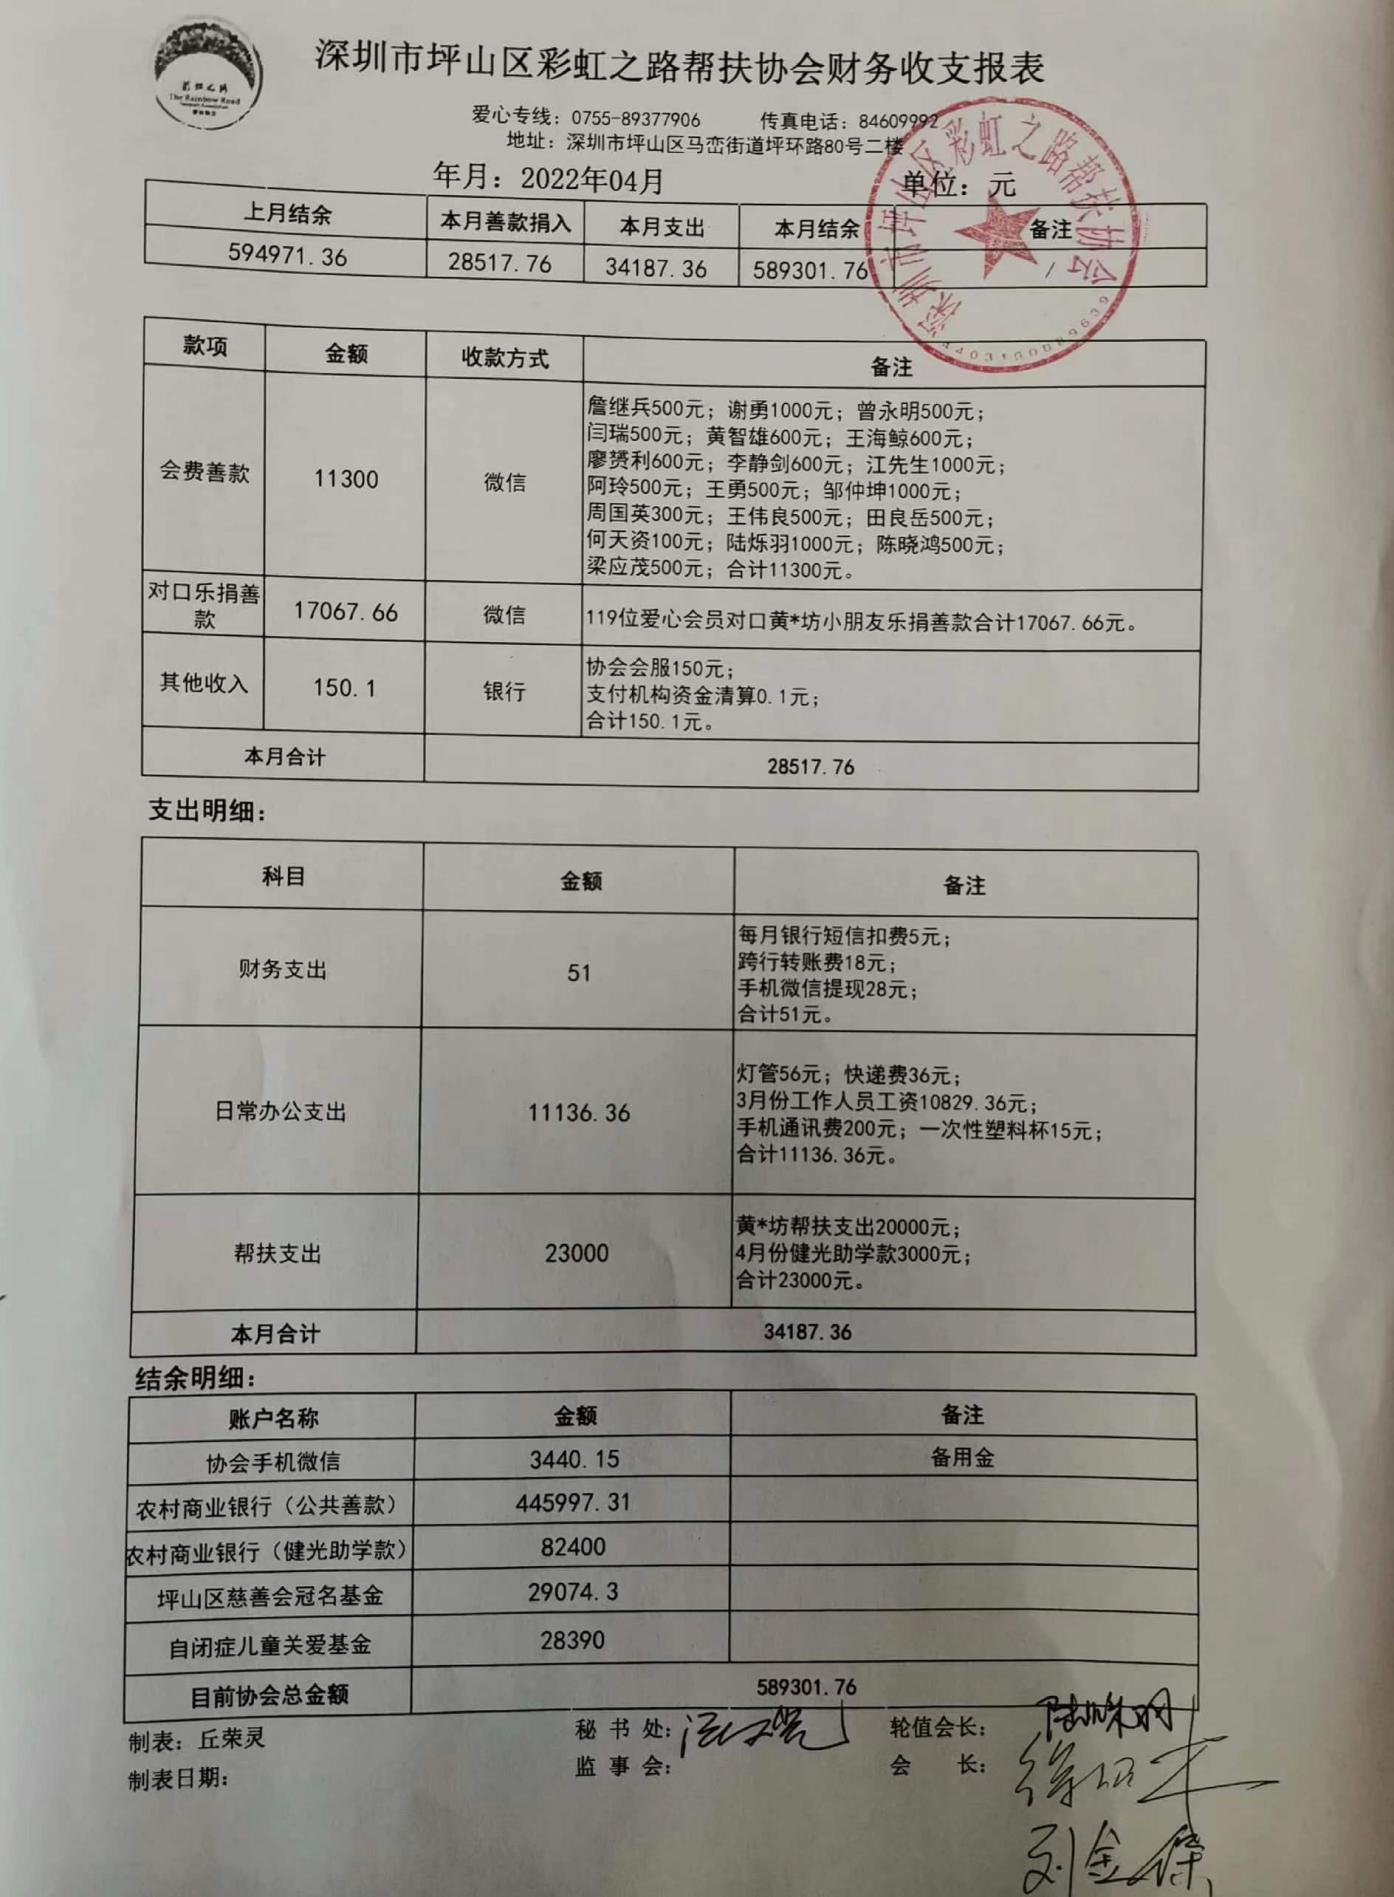 彩虹之路
The Rainbow Road
深圳市坪山区彩虹之路帮扶协会财务收支报表
爱心专线：0755-89377906 传真电话：84609992
地址：深圳市坪山区马峦街道坪环路80号二楼
年月：2022年04月 单位：元
深圳市坪山区彩虹之路帮扶协会
上月结余 本月善款捐入 本月支出 本月结余 备注
594971.36 28517.76 34187.36 589301.76 /
款项 金额 收款方式 备注
会费善款 11300 微信
詹继兵500元；谢勇1000元；曾永明500元；
闫瑞500元；黄智雄600元；王海鲸600元；
廖赟利600元；李静剑600元；江先生1000元；
阿玲500元；王勇500元；邹仲坤1000元；
周国英300元；王伟良500元；田良岳500元；
何天资100元；陆烁羽1000元；陈晓鸿500元；
梁应茂500元；合计11300元。
对口乐捐善
款
17067.66 微信 119位爱心会员对口黄*坊小朋友乐捐善款合计17067.66元。
其他收入 150.1 银行
协会会服150元；
支付机构资金清算0.1元；
合计150.1元。
本月合计 28517.76
支出明细：
科目 金额 备注
财务支出 51
每月银行短信扣费5元；
跨行转账费18元；
手机微信提现28元；
合计51元。
日常办公支出 11136.36
灯管56元；快递费36元；
3月份工作人员工资10829.36元；
手机通讯费200元；一次性塑料杯15元；
合计11136.36元。
帮扶支出 23000
黄*坊帮扶支出20000元；
4月份健光助学款3000元；
合计23000元。
本月合计 34187.36
结余明细：
账户名称 金额 备注
协会手机微信 3440.15 备用金
农村商业银行（公共善款） 445997.31
农村商业银行（健光助学款） 82400
坪山区慈善会冠名基金 29074.3
自闭症儿童关爱基金 28390
目前协会总金额 589301.76
制表：丘荣灵 秘 书 处： 轮值会长：陆烁羽
制表日期： 监 事 会： 会 长：
刘金保